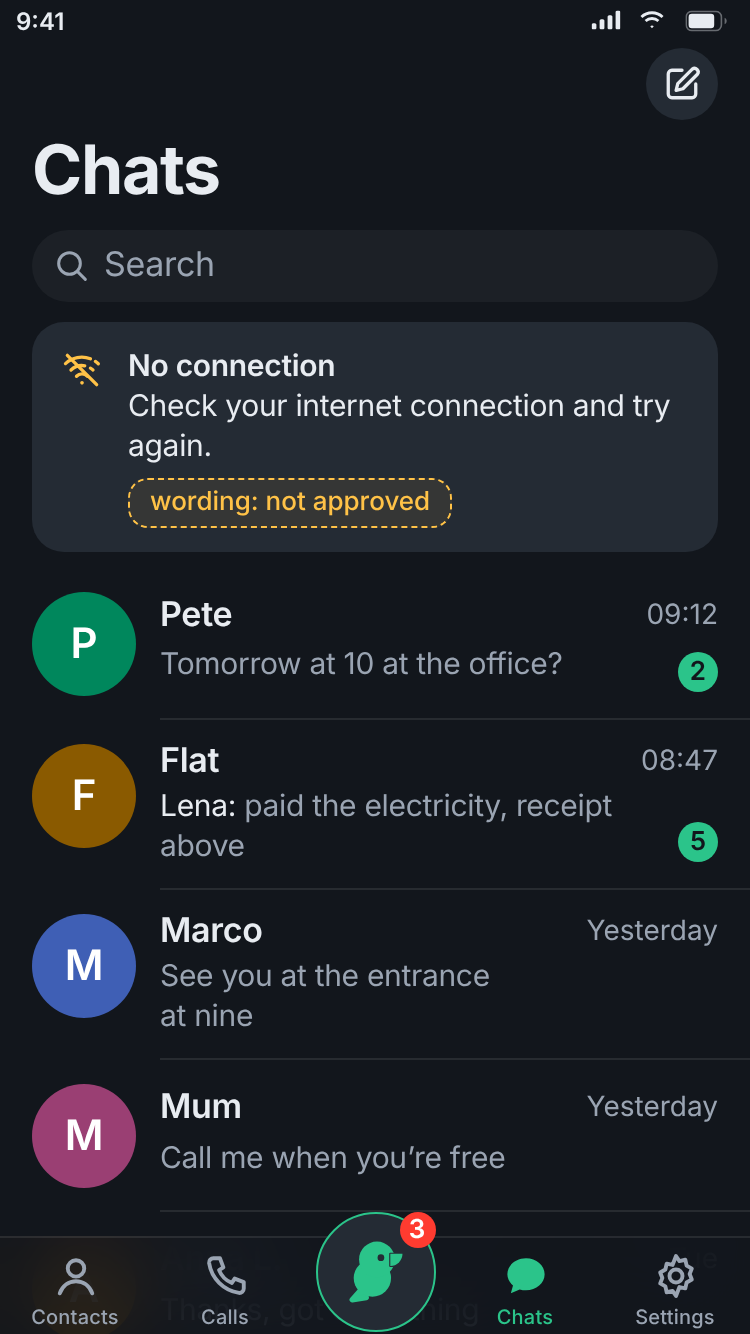 9:41
Chats
Search
No connection
Check your internet connection and try
again.
wording: not approved
P
Pete
09:12
Tomorrow at 10 at the office?
2
F
Flat
08:47
Lena: paid the electricity, receipt
above
5
M
Marco
Yesterday
See you at the entrance
at nine
M
Mum
Yesterday
Call me when you’re free
3
Thanks, got
Contacts
Calls
Chats
Settings